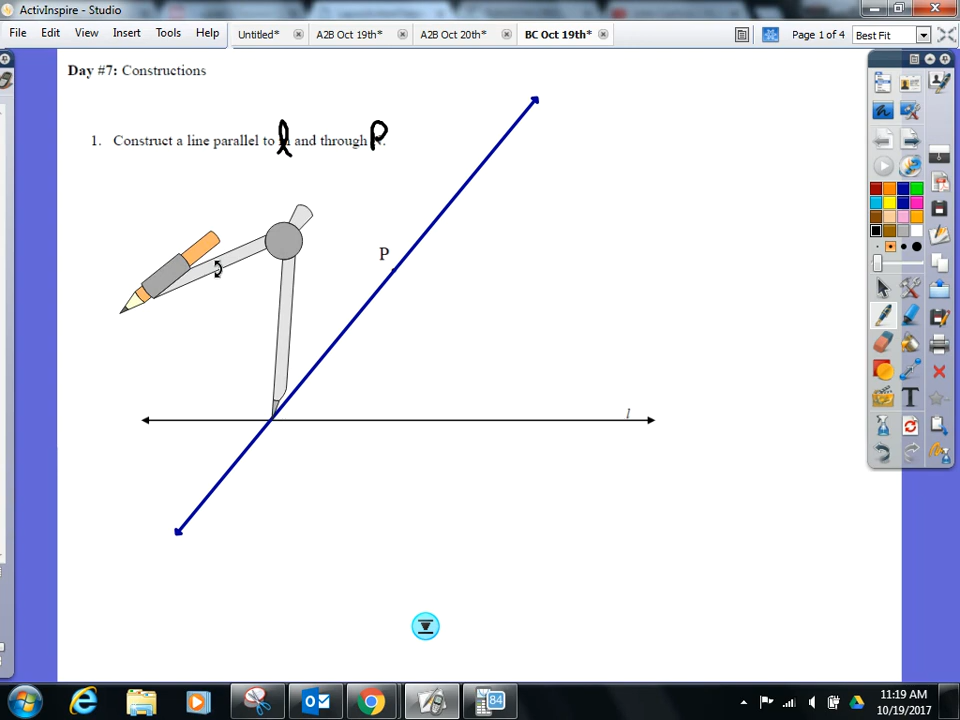 ActivInspire - Studio
File Edit View Insert Tools Help
Untitled* A2B Oct 19th* A2B Oct 20th* BC Oct 19th*
Page 1 of 4 Best Fit
Day #7: Constructions
1. Construct a line parallel to l and through P.
P
l
T
84
11:19 AM
10/19/2017